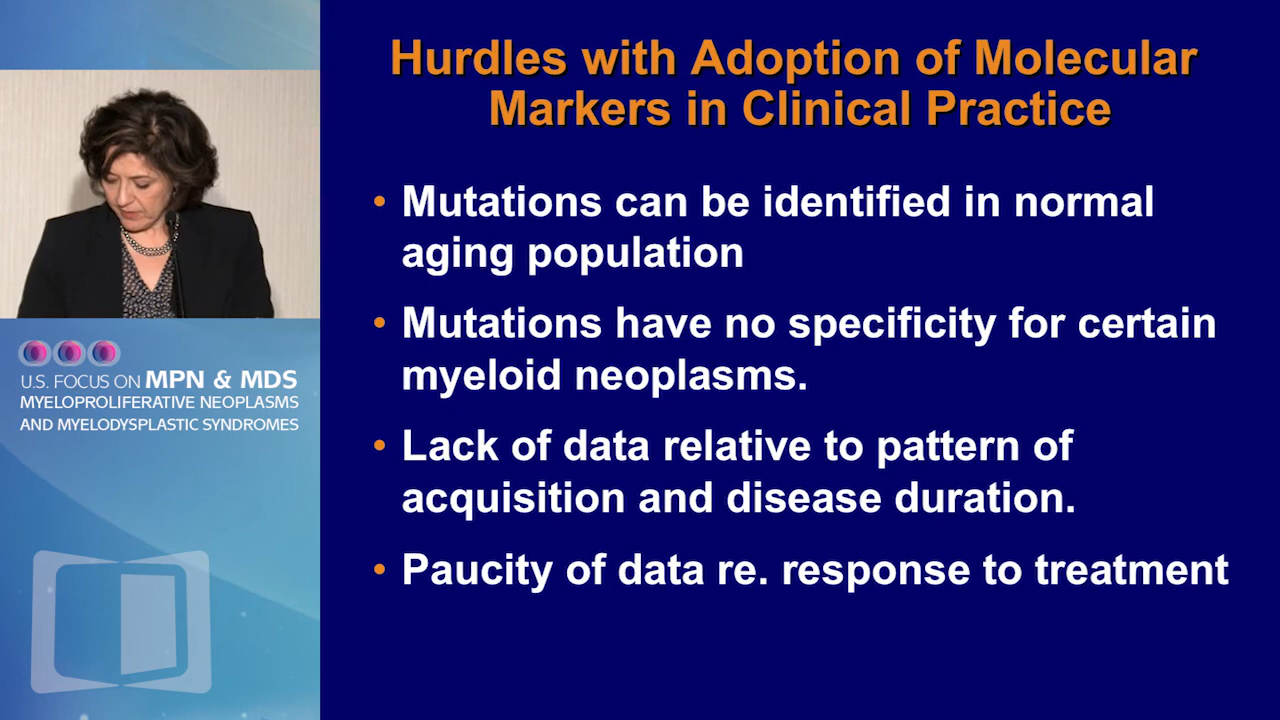 Hurdles with Adoption of Molecular
Markers in Clinical Practice
• Mutations can be identified in normal
aging population
• Mutations have no specificity for certain
myeloid neoplasms.
• Lack of data relative to pattern of
acquisition and disease duration.
• Paucity of data re. response to treatment
U.S. FOCUS ON MPN & MDS
MYELOPROLIFERATIVE NEOPLASMS
AND MYELODYSPLASTIC SYNDROMES